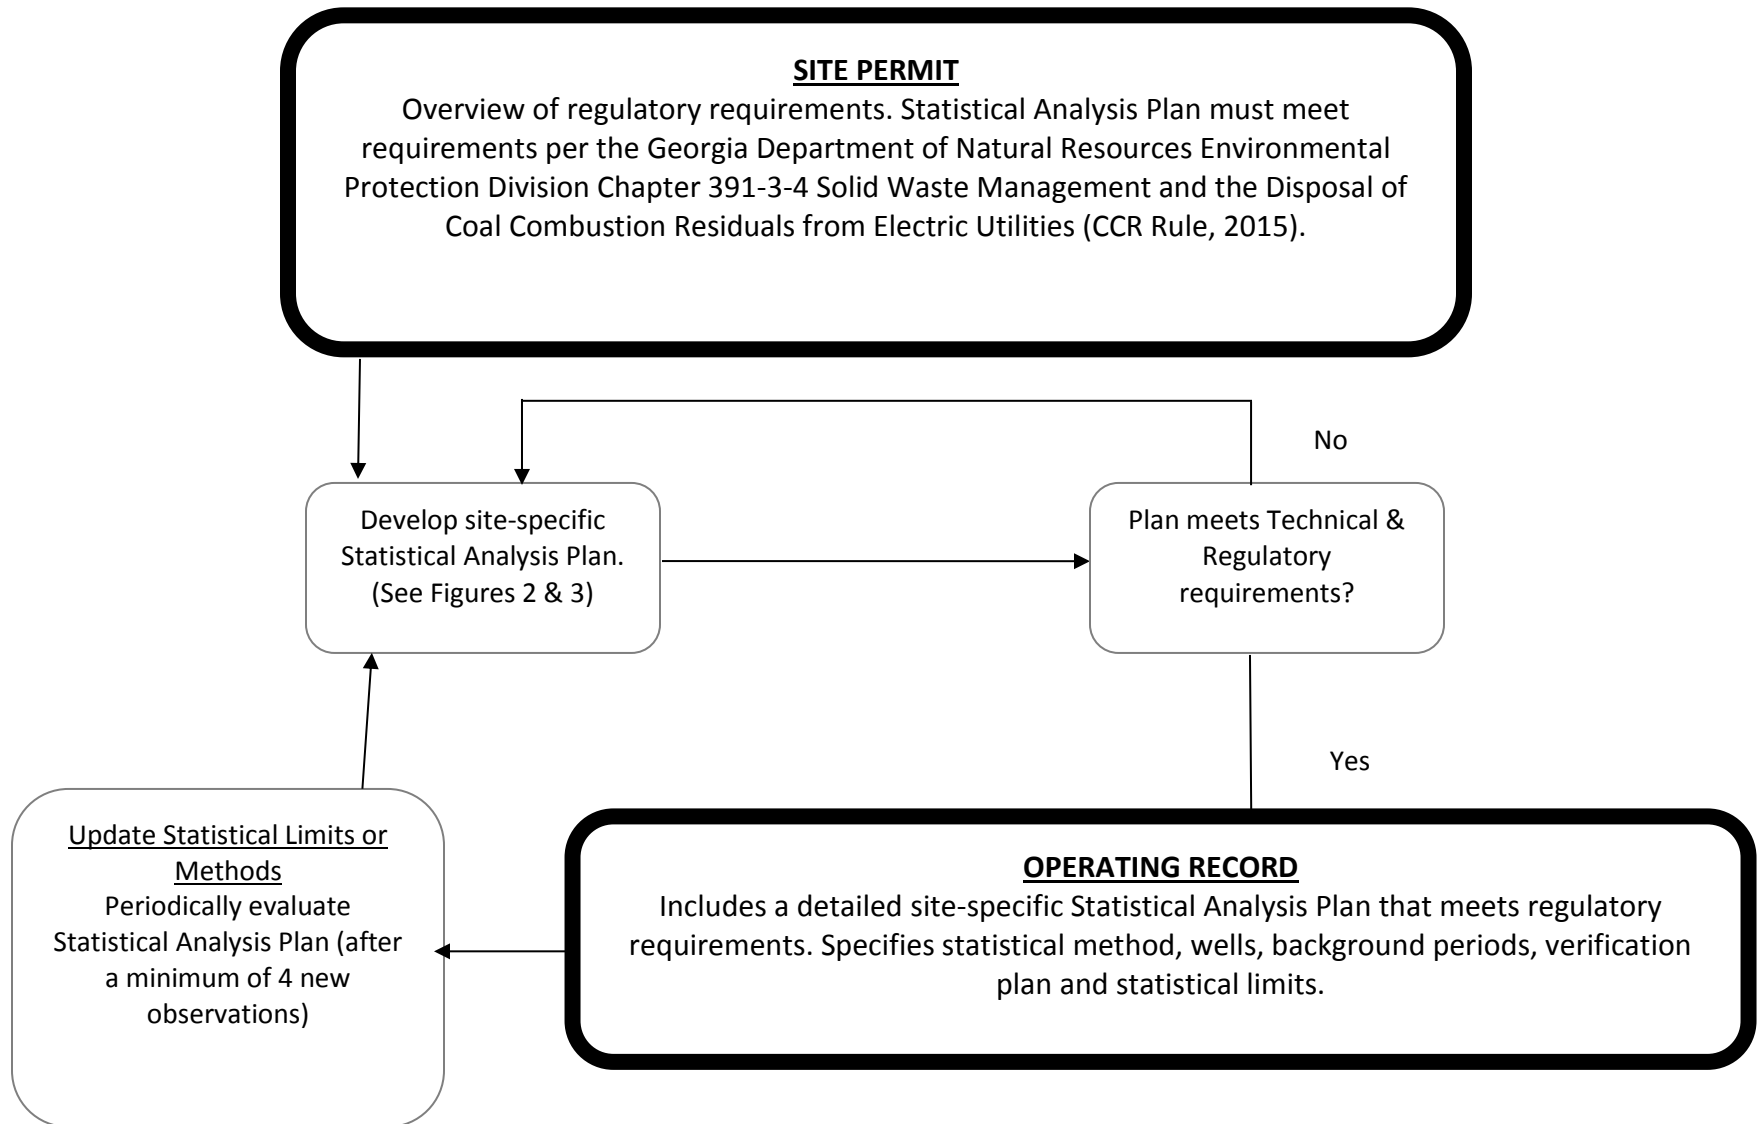 SITE PERMIT
Overview of regulatory requirements. Statistical Analysis Plan must meet
requirements per the Georgia Department of Natural Resources Environmental
Protection Division Chapter 391-3-4 Solid Waste Management and the Disposal of
Coal Combustion Residuals from Electric Utilities (CCR Rule, 2015).
No
Develop site-specific
Statistical Analysis Plan.
(See Figures 2 & 3)
Plan meets Technical &
Regulatory
requirements?
Yes
Update Statistical Limits or
Methods
Periodically evaluate
Statistical Analysis Plan (after
a minimum of 4 new
observations)
OPERATING RECORD
Includes a detailed site-specific Statistical Analysis Plan that meets regulatory
requirements. Specifies statistical method, wells, background periods, verification
plan and statistical limits.